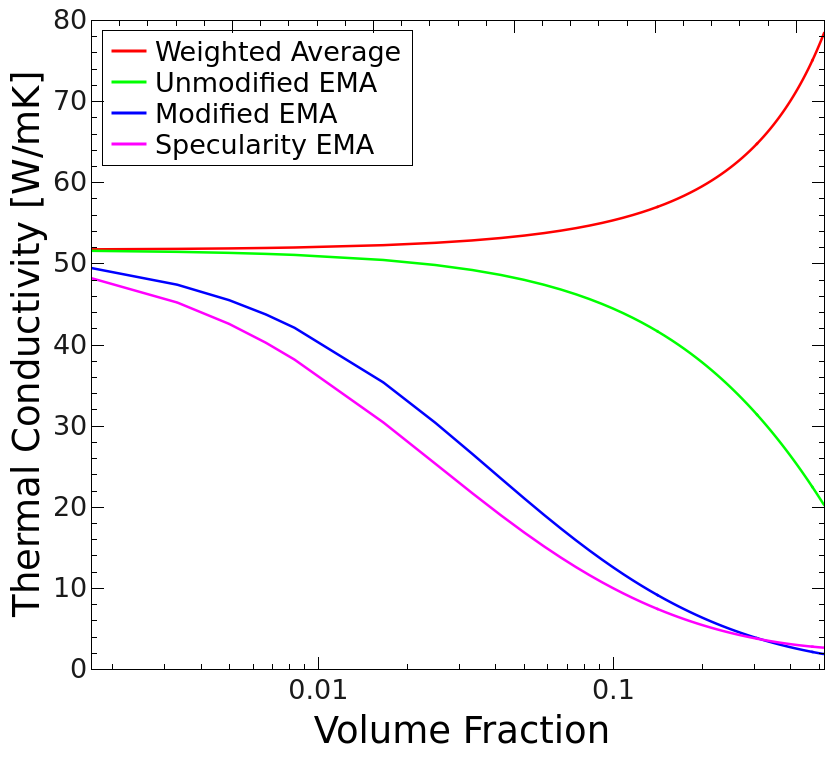 80
70
60
50
40
30
20
10
0
Thermal Conductivity [W/mK]
Weighted Average
Unmodified EMA
Modified EMA
Specularity EMA
0.01
0.1
Volume Fraction